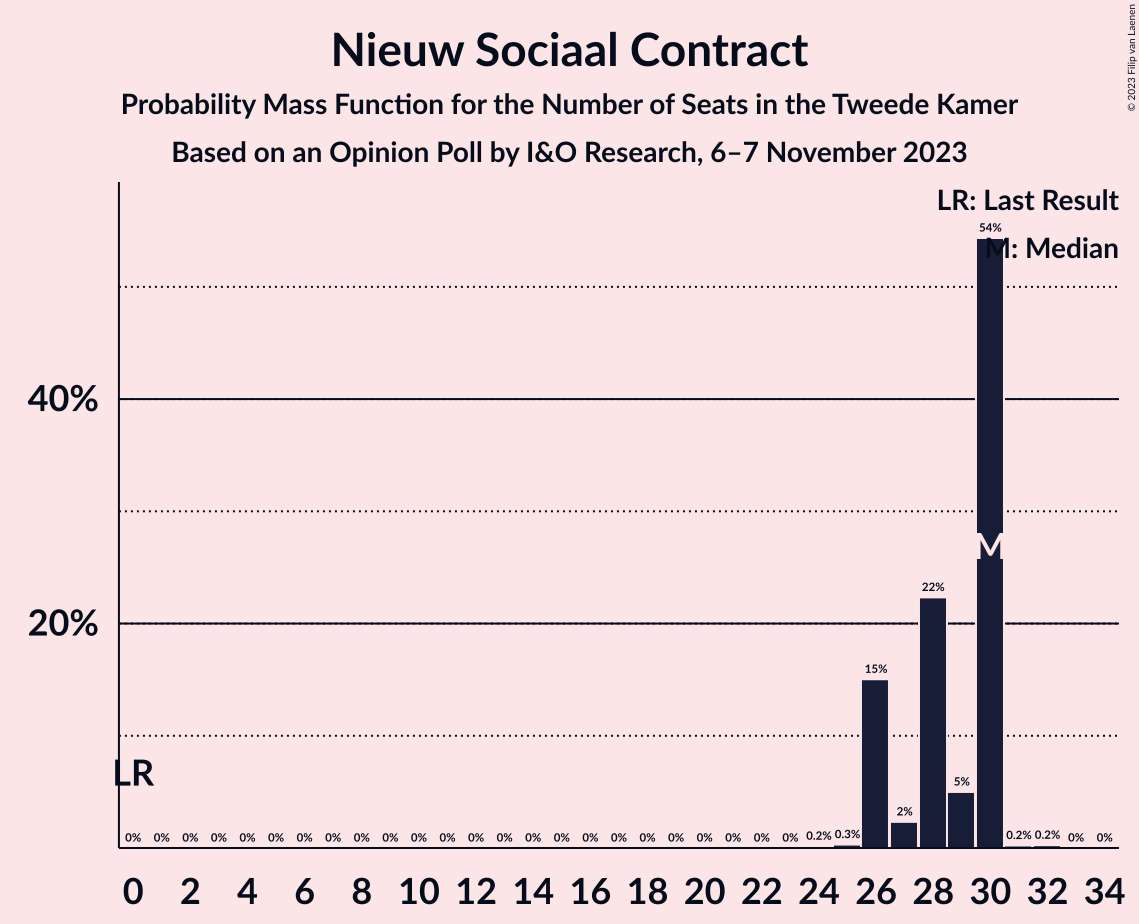 Nieuw Sociaal Contract
Probability Mass Function for the Number of Seats in the Tweede Kamer
Based on an Opinion Poll by I&O Research, 6–7 November 2023
© 2023 Filip van Laenen
LR: Last Result
M: Median
54%
40%
M
22%
20%
15%
LR
5%
2%
0% 0% 0% 0% 0% 0% 0% 0% 0% 0% 0% 0% 0% 0% 0% 0% 0% 0% 0% 0% 0% 0% 0% 0% 0.2% 0.3% 0.2% 0.2% 0% 0%
0 2 4 6 8 10 12 14 16 18 20 22 24 26 28 30 32 34